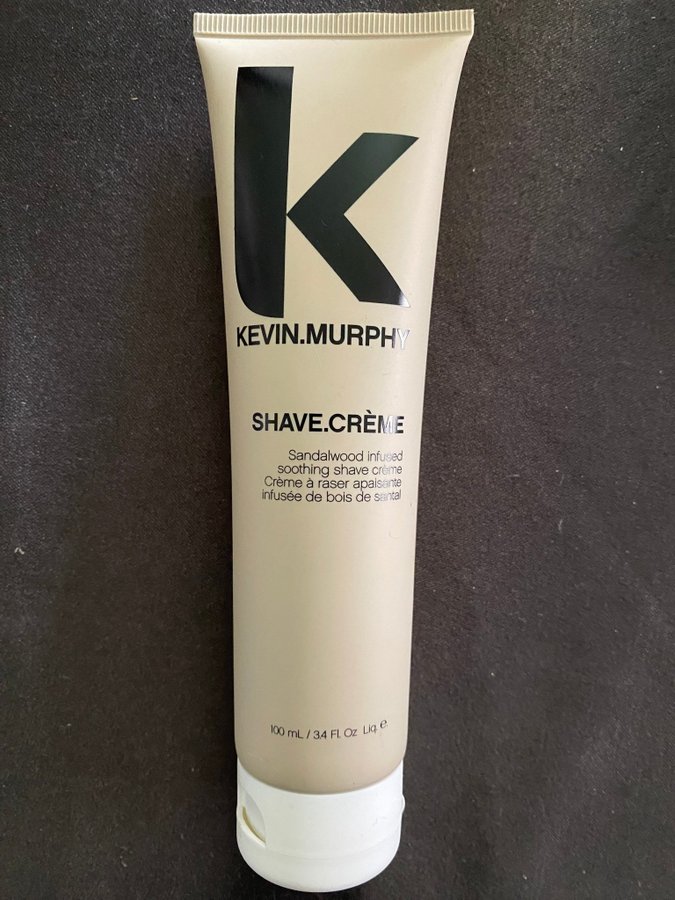 k
KEVIN.MURPHY
SHAVE.CRÈME
Sandalwood infused
soothing shave crème
Crème à raser apaisante
infusée de bois de santal
100 mL / 3.4 Fl. Oz Liq. ℮